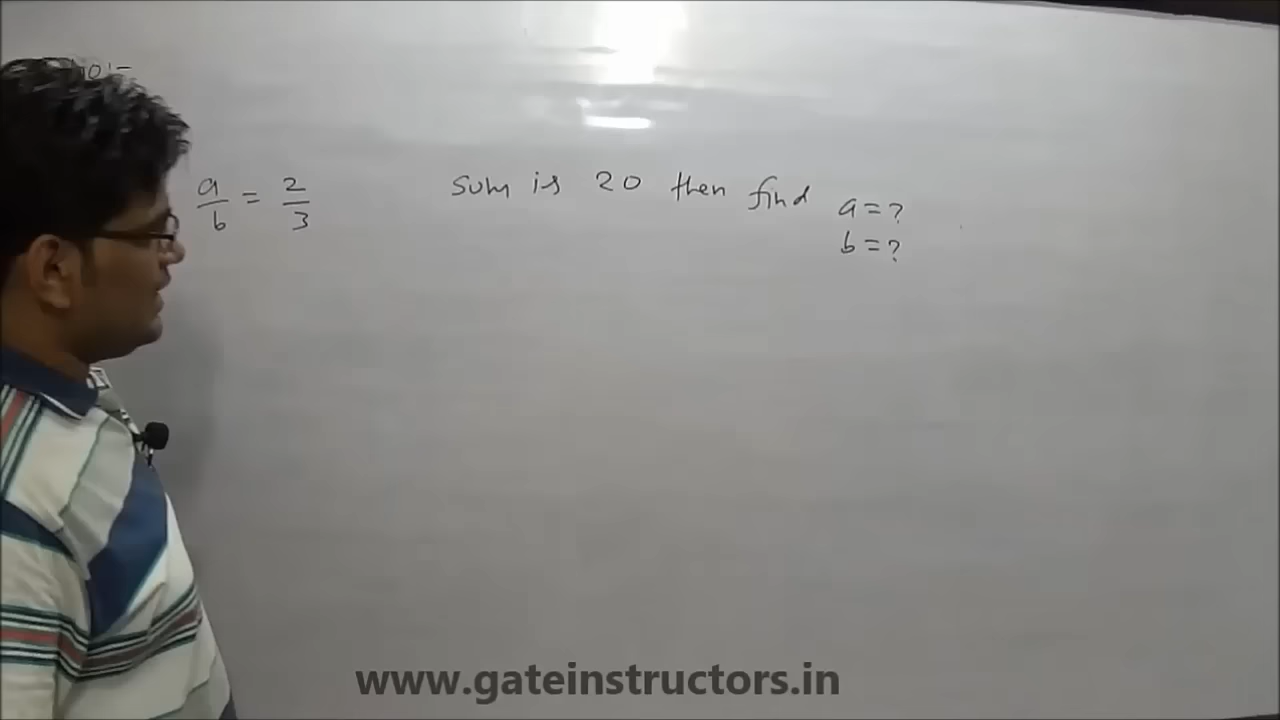 a/b = 2/3 sum is 20 then find a = ?
b = ?
www.gateinstructors.in